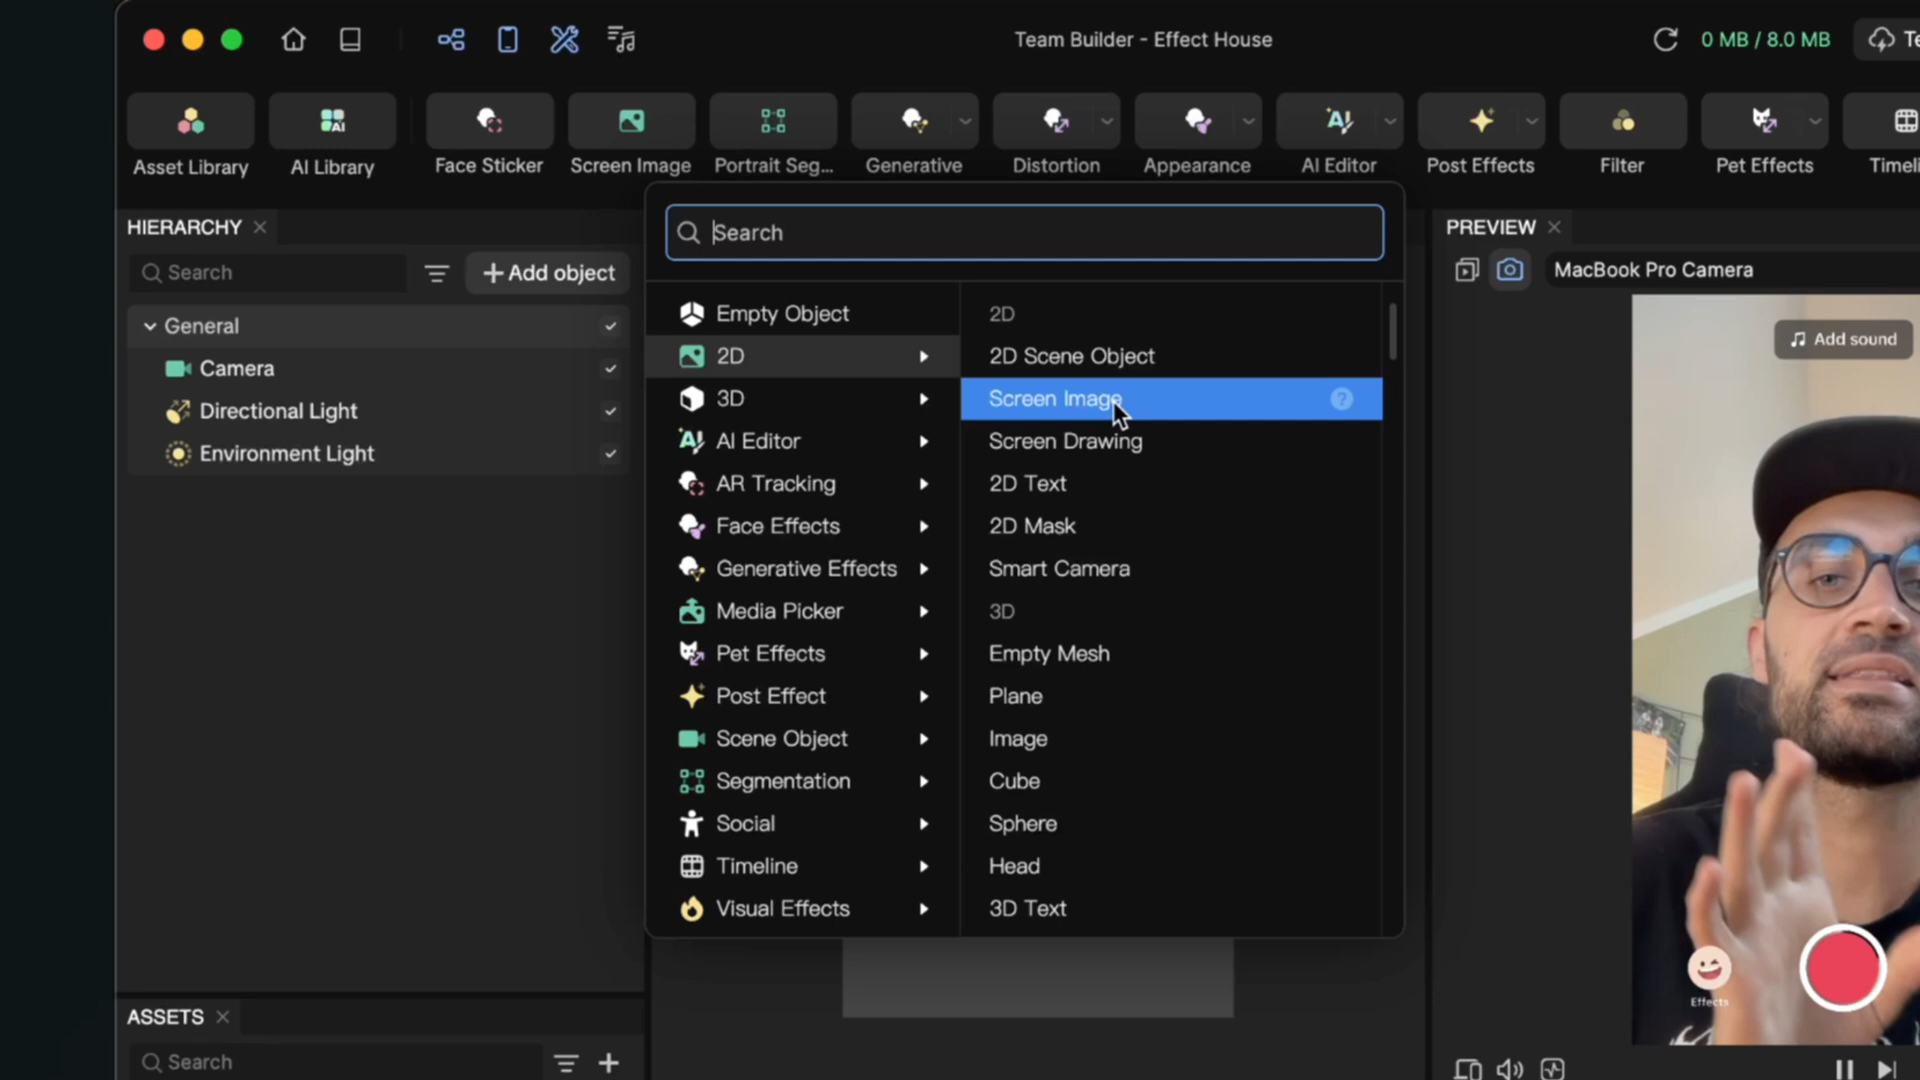 Team Builder - Effect House
0 MB / 8.0 MB
Te
Asset Library
AI
AI Library
Face Sticker
Screen Image
Portrait Seg...
Generative
Distortion
Appearance
AI Editor
Post Effects
Filter
Pet Effects
Timeli
HIERARCHY
Search
Add object
General
Camera
Directional Light
Environment Light
Search
Empty Object
2D
3D
AI Editor
AR Tracking
Face Effects
Generative Effects
Media Picker
Pet Effects
Post Effect
Scene Object
Segmentation
Social
Timeline
Visual Effects
2D
2D Scene Object
Screen Image
?
Screen Drawing
2D Text
2D Mask
Smart Camera
3D
Empty Mesh
Plane
Image
Cube
Sphere
Head
3D Text
PREVIEW
MacBook Pro Camera
Add sound
Effects
ASSETS
Search